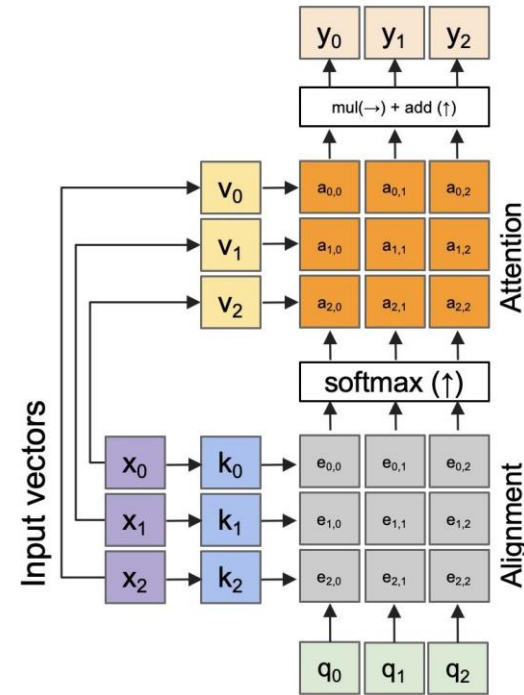 y0 y1 y2
mul(→) + add (↑)
v0 a0,0 a0,1 a0,2
v1 a1,0 a1,1 a1,2
v2 a2,0 a2,1 a2,2
Attention
softmax (↑)
Input vectors
x0 k0 e0,0 e0,1 e0,2
x1 k1 e1,0 e1,1 e1,2
x2 k2 e2,0 e2,1 e2,2
Alignment
q0 q1 q2